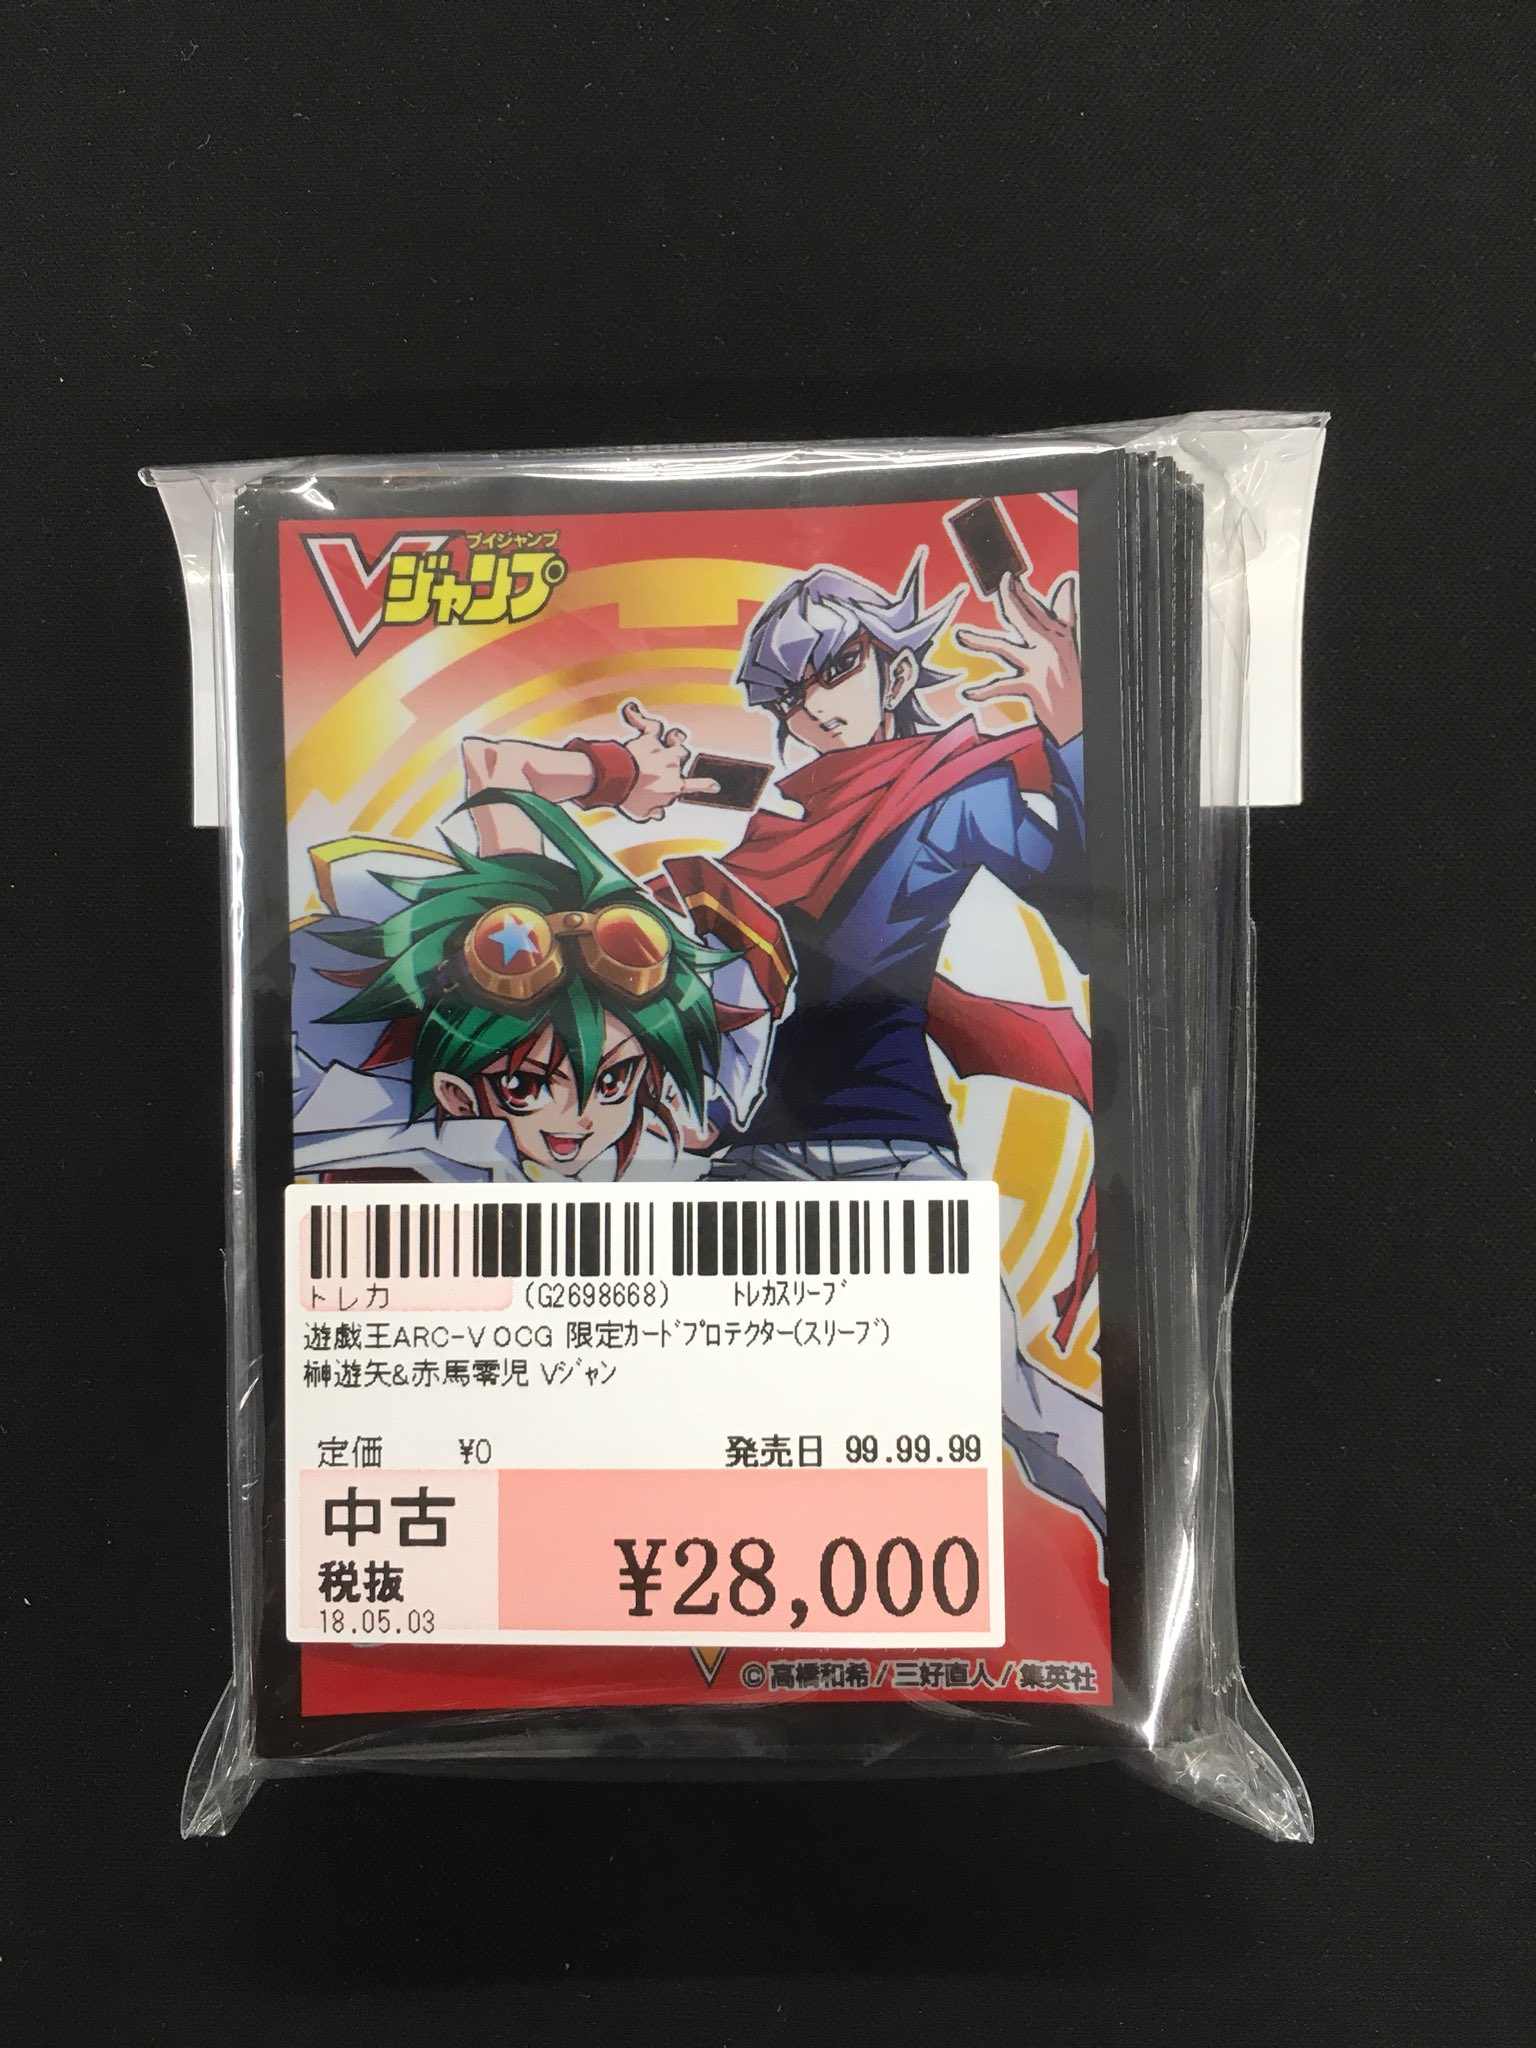 ブイジャンプ
Vジャンプ
トレカ (G2698668) トレカスリーブ
遊戯王ARC-V OCG 限定カードプロテクター(スリーブ)
榊遊矢&赤馬零児 Vジャン
定価 ¥0 発売日 99.99.99
中古
税抜
¥28,000
18.05.03
©高橋和希/三好直人/集英社